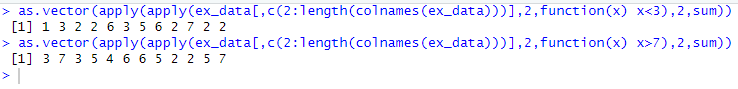 > as.vector(apply(apply(ex_data[,c(2:length(colnames(ex_data)))],2,function(x) x<3),2,sum))
[1] 1 3 2 2 6 3 5 6 2 7 2 2
> as.vector(apply(apply(ex_data[,c(2:length(colnames(ex_data)))],2,function(x) x>7),2,sum))
[1] 3 7 3 5 4 6 6 5 2 2 5 7
>